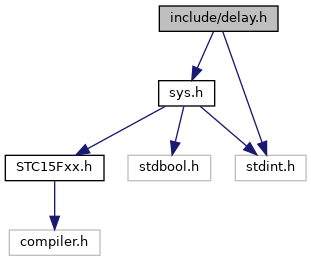 include/delay.h
sys.h
STC15Fxx.h
stdbool.h
stdint.h
compiler.h